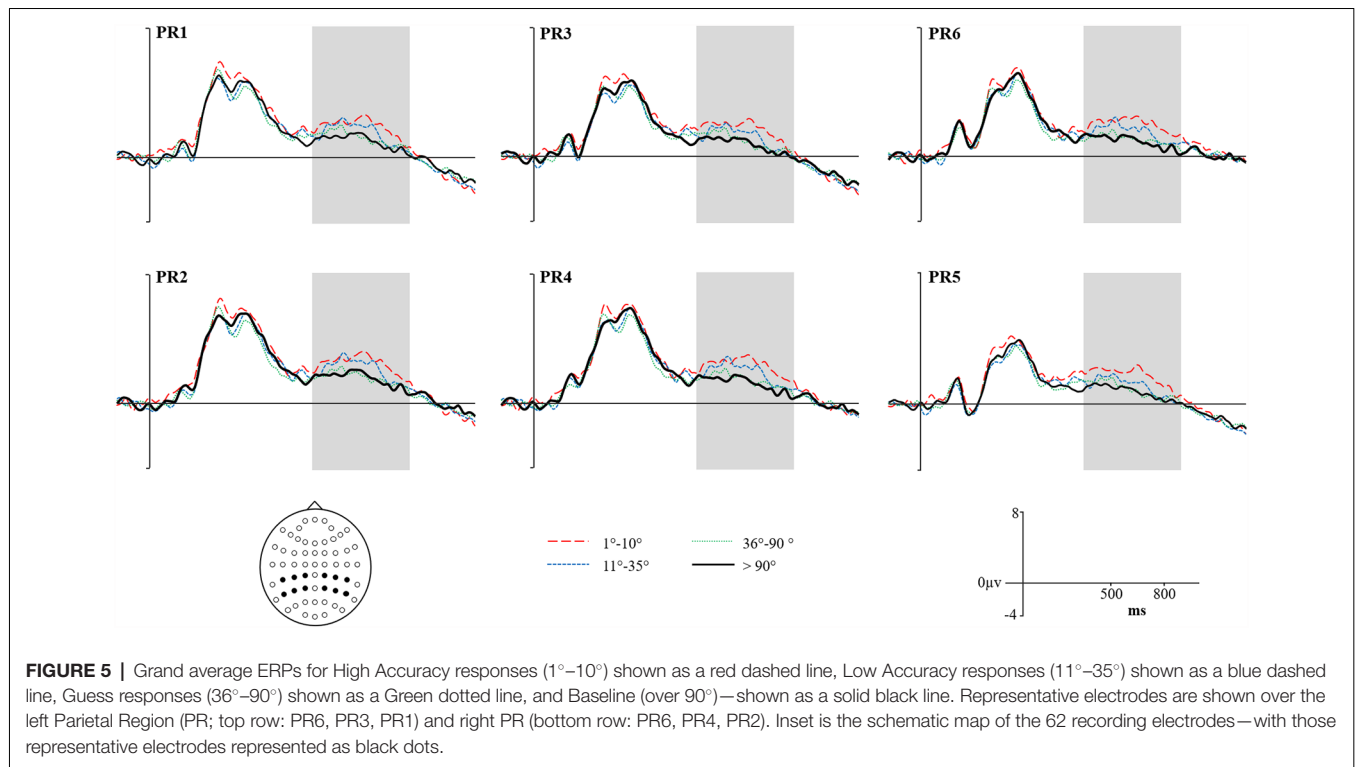 PR1
PR3
PR6
PR2
PR4
PR5
1°-10°
36°-90 °
11°-35°
> 90°
8
0µv
500
800
-4
ms
FIGURE 5 | Grand average ERPs for High Accuracy responses (1°–10°) shown as a red dashed line, Low Accuracy responses (11°–35°) shown as a blue dashed
line, Guess responses (36°–90°) shown as a Green dotted line, and Baseline (over 90°)—shown as a solid black line. Representative electrodes are shown over the
left Parietal Region (PR; top row: PR6, PR3, PR1) and right PR (bottom row: PR6, PR4, PR2). Inset is the schematic map of the 62 recording electrodes—with those
representative electrodes represented as black dots.